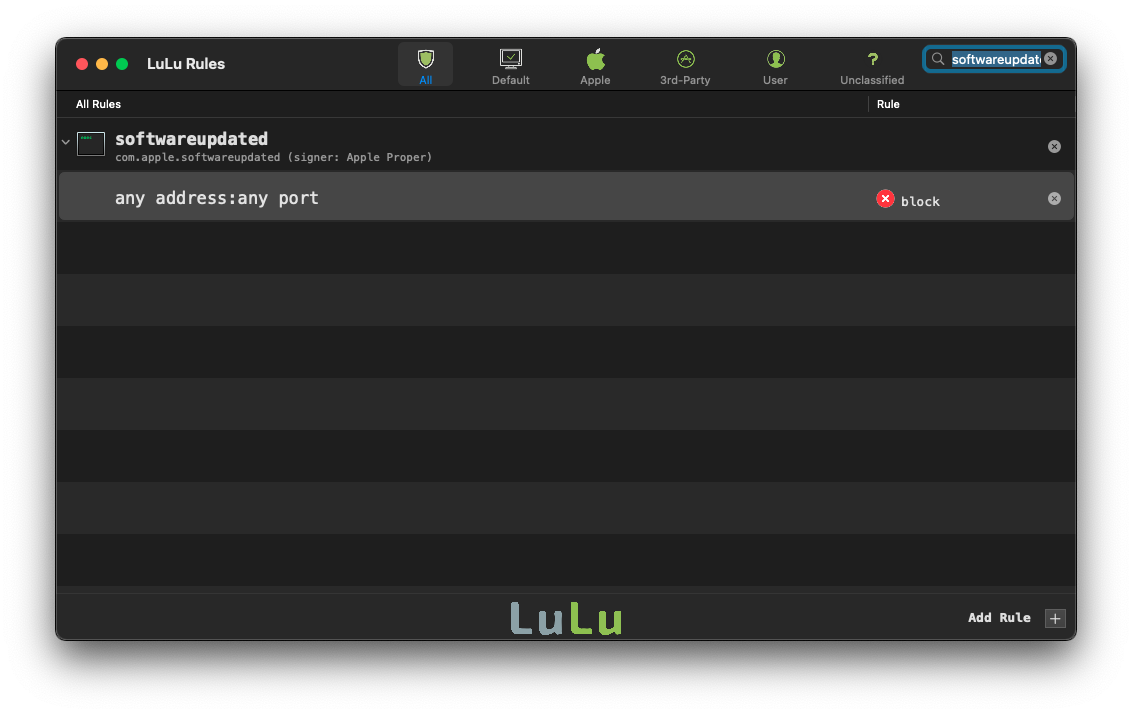 LuLu Rules
All
Default
Apple
3rd-Party
User
Unclassified
softwareupdat
All Rules
Rule
softwareupdated
com.apple.softwareupdated (signer: Apple Proper)
any address:any port
block
LuLu
Add Rule